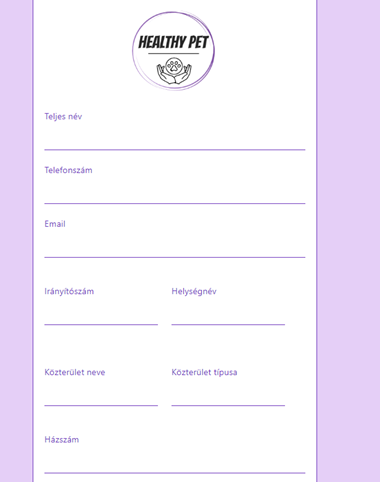 HEALTHY PET
Teljes név
Telefonszám
Email
Irányítószám
Helységnév
Közterület neve
Közterület típusa
Házszám